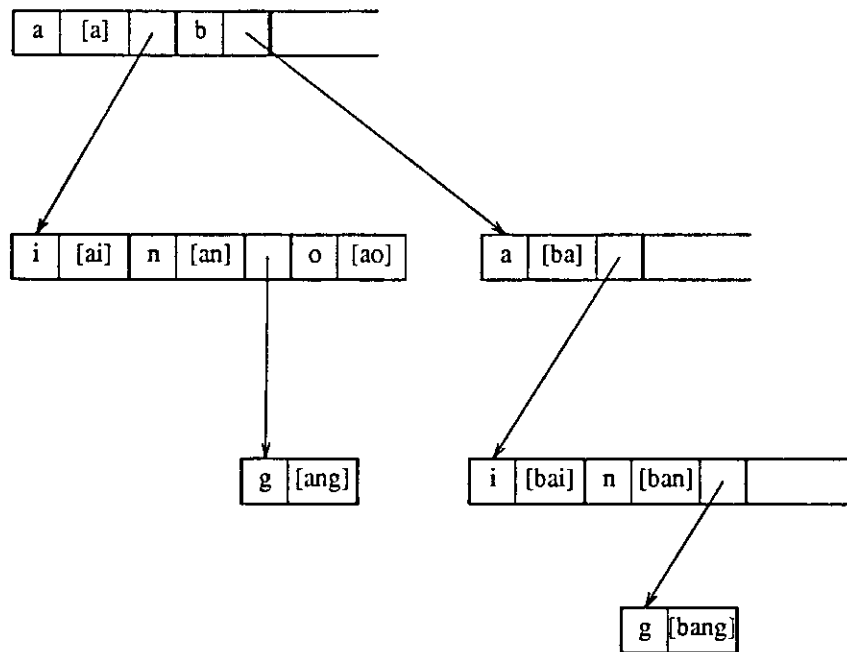 a [a] b
i [ai] n [an] o [ao]
a [ba]
g [ang]
i [bai] n [ban]
g [bang]